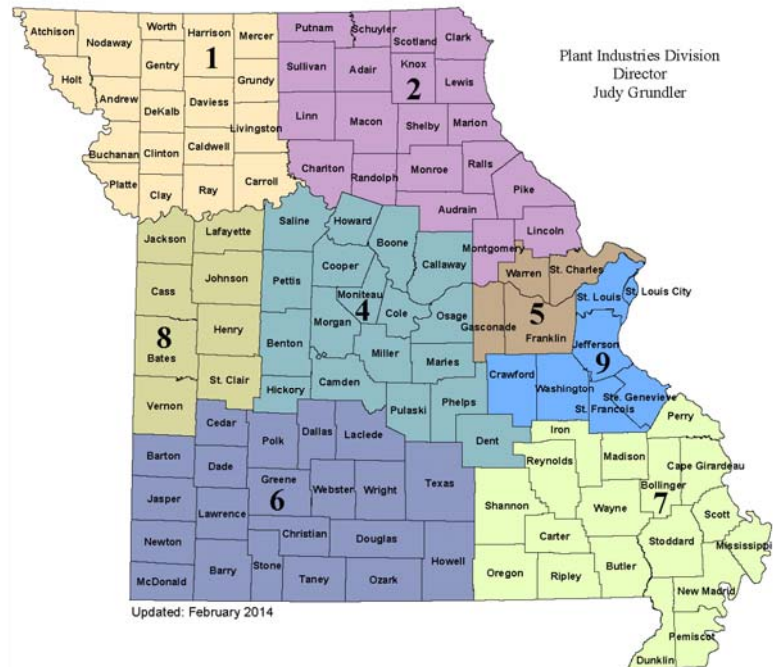 Atchison
Nodaway
Worth
Harrison
Mercer
Putnam
Schuyler
Scotland
Clark
Plant Industries Division
Director
Judy Grundler
Holt
Gentry
1
Grundy
Sullivan
Adair
Knox
2
Lewis
Andrew
DeKalb
Daviess
Livingston
Linn
Macon
Shelby
Marion
Buchanan
Clinton
Caldwell
Platte
Clay
Ray
Carroll
Chariton
Randolph
Monroe
Ralls
Pike
Audrain
Jackson
Lafayette
Saline
Howard
Boone
Callaway
Montgomery
Lincoln
Warren
St. Charles
Cass
Johnson
Pettis
Cooper
Moniteau
4
Cole
Osage
Gasconade
5
Franklin
St. Louis
St. Louis City
8
Bates
Henry
Benton
Morgan
Miller
Maries
Jefferson
9
St. Clair
Vernon
Hickory
Camden
Pulaski
Phelps
Crawford
Washington
Ste. Genevieve
St. Francois
Perry
Cedar
Polk
Dallas
Laclede
Dent
Iron
Barton
Dade
Greene
6
Webster
Wright
Texas
Reynolds
Madison
Cape Girardeau
Bollinger
7
Jasper
Lawrence
Shannon
Wayne
Scott
Mississippi
Newton
Christian
Douglas
Carter
Stoddard
McDonald
Barry
Stone
Taney
Ozark
Howell
Oregon
Ripley
Butler
New Madrid
Pemiscot
Dunklin
Updated: February 2014